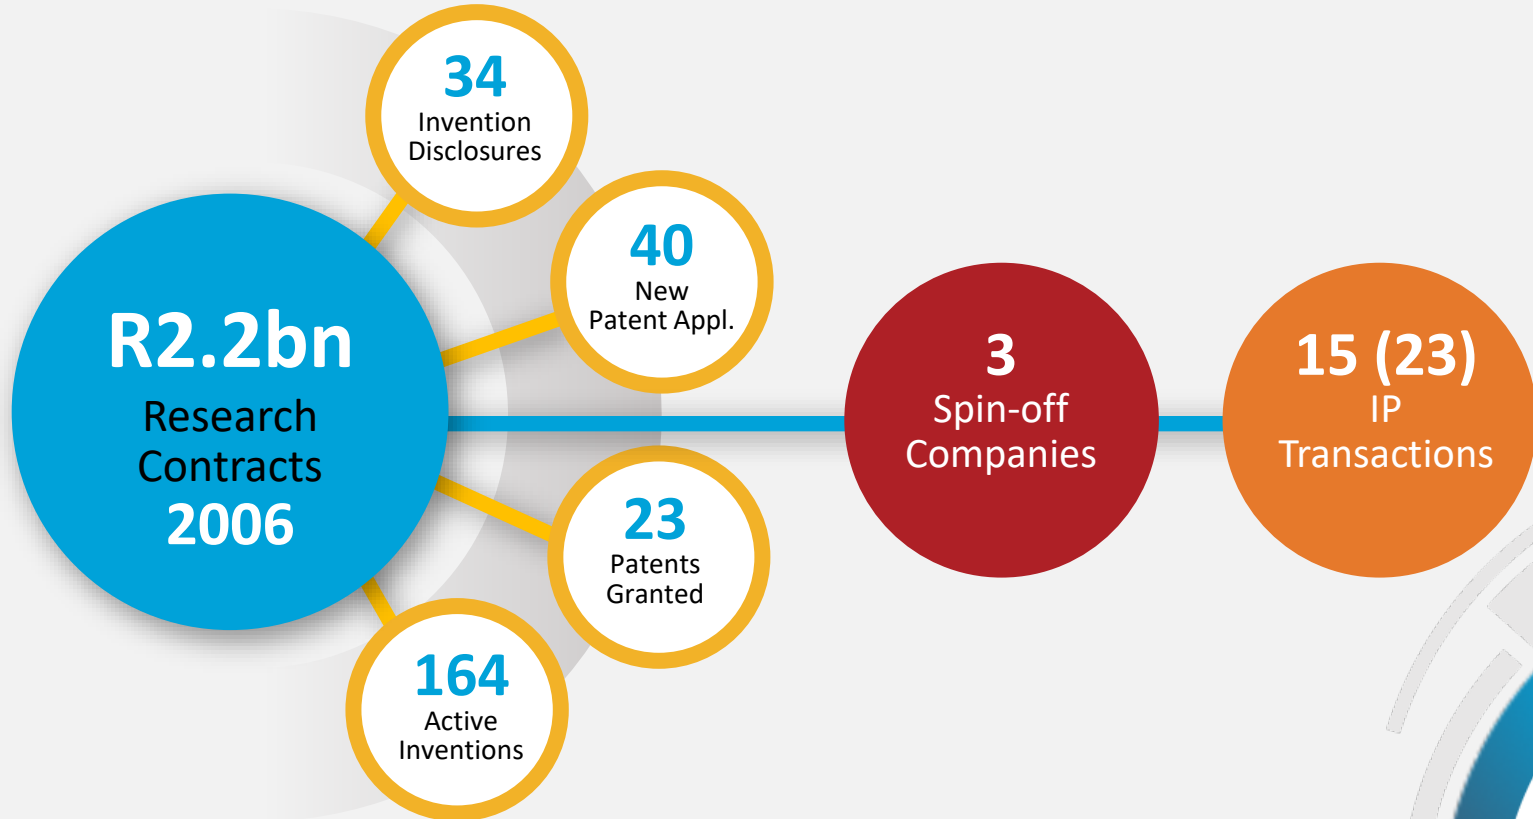 R2.2bn
Research
Contracts
2006
34
Invention
Disclosures
40
New
Patent Appl.
23
Patents
Granted
164
Active
Inventions
3
Spin-off
Companies
15 (23)
IP
Transactions